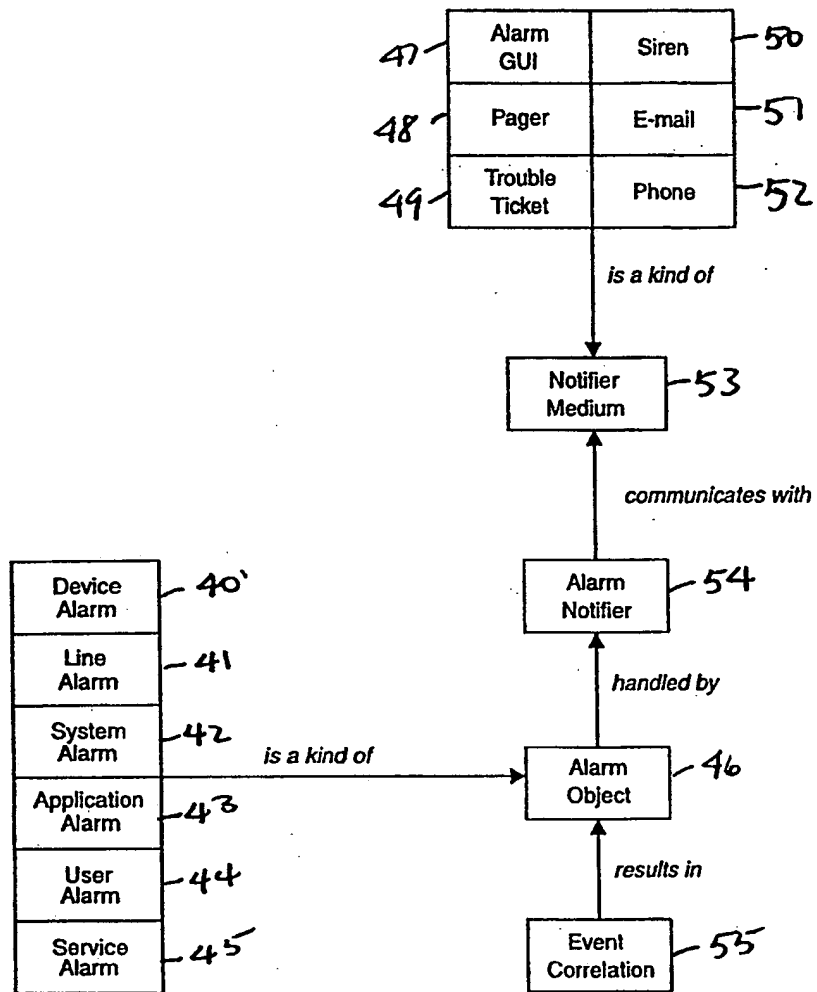 47
Alarm
GUI
Siren
50
48
Pager
E-mail
51
49
Trouble
Ticket
Phone
52
is a kind of
Notifier
Medium
53
communicates with
Alarm
Notifier
54
handled by
Device
Alarm
40
Line
Alarm
41
System
Alarm
42
is a kind of
Alarm
Object
46
Application
Alarm
43
User
Alarm
44
results in
Service
Alarm
45
Event
Correlation
55